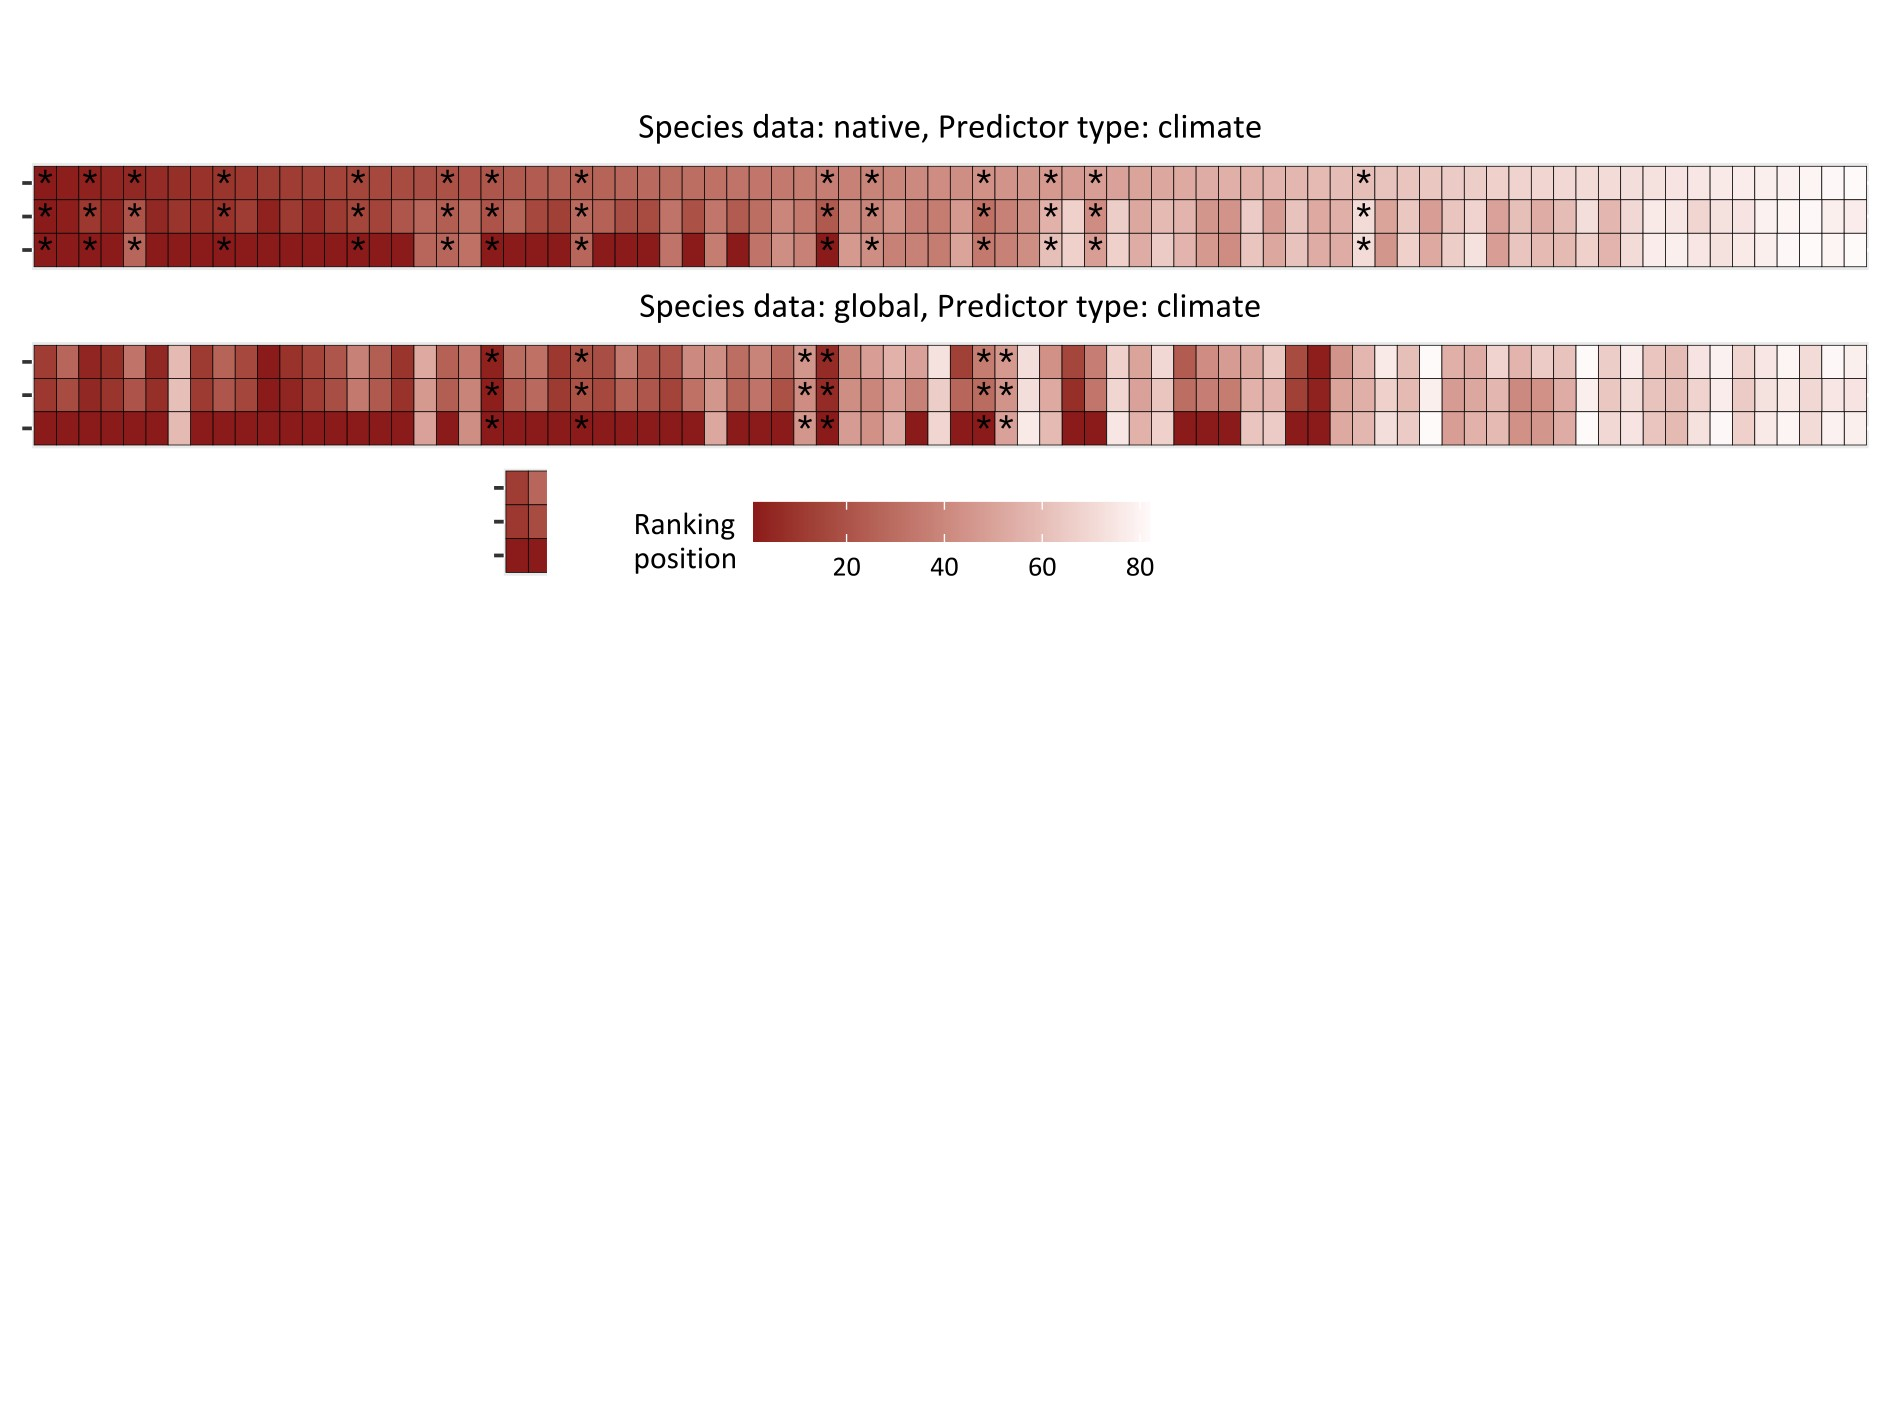 Species data: native, Predictor type: climate
* * * * * * * * * * * * * *
* * * * * * * * * * * * * *
* * * * * * * * * * * * * *
Species data: global, Predictor type: climate
* * * * * *
* * * * * *
* * * * * *
Ranking
position
20 40 60 80